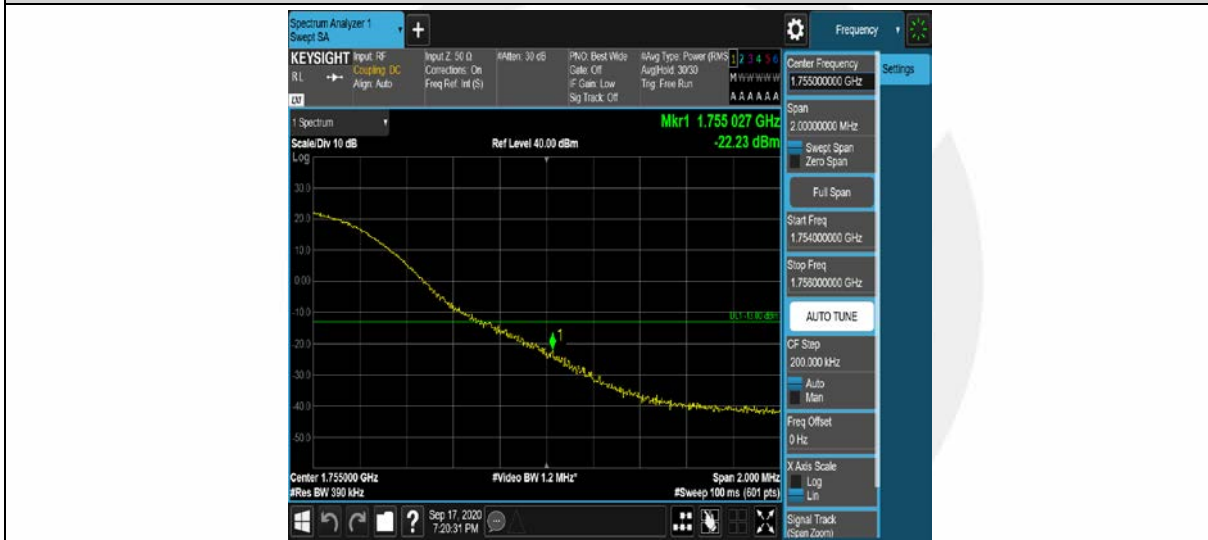 Spectrum Analyzer 1
Swept SA
+
Frequency
KEYSIGHT
RL
LXI
Input: RF
Coupling: DC
Align: Auto
Input Z: 50 Ω
Corrections: On
Freq Ref: Int (S)
#Atten: 30 dB
PNO: Best Wide
Gate: Off
IF Gain: Low
Sig Track: Off
#Avg Type: Power (RMS
Avg|Hold: 30/30
Trig: Free Run
1 2 3 4 5 6
M W W W W W
A A A A A A
1 Spectrum
Scale/Div 10 dB
Ref Level 40.00 dBm
Mkr1 1.755 027 GHz
-22.23 dBm
Log
30.0
20.0
10.0
0.00
-10.0
DL1 -13.00 dBm
1
-20.0
-30.0
-40.0
-50.0
Center 1.755000 GHz
#Res BW 390 kHz
#Video BW 1.2 MHz*
Span 2.000 MHz
#Sweep 100 ms (601 pts)
?
Sep 17, 2020
7:20:31 PM
Center Frequency
1.755000000 GHz
Settings
Span
2.00000000 MHz
Swept Span
Zero Span
Full Span
Start Freq
1.754000000 GHz
Stop Freq
1.756000000 GHz
AUTO TUNE
CF Step
200.000 kHz
Auto
Man
Freq Offset
0 Hz
X Axis Scale
Log
Lin
Signal Track
(Span Zoom)